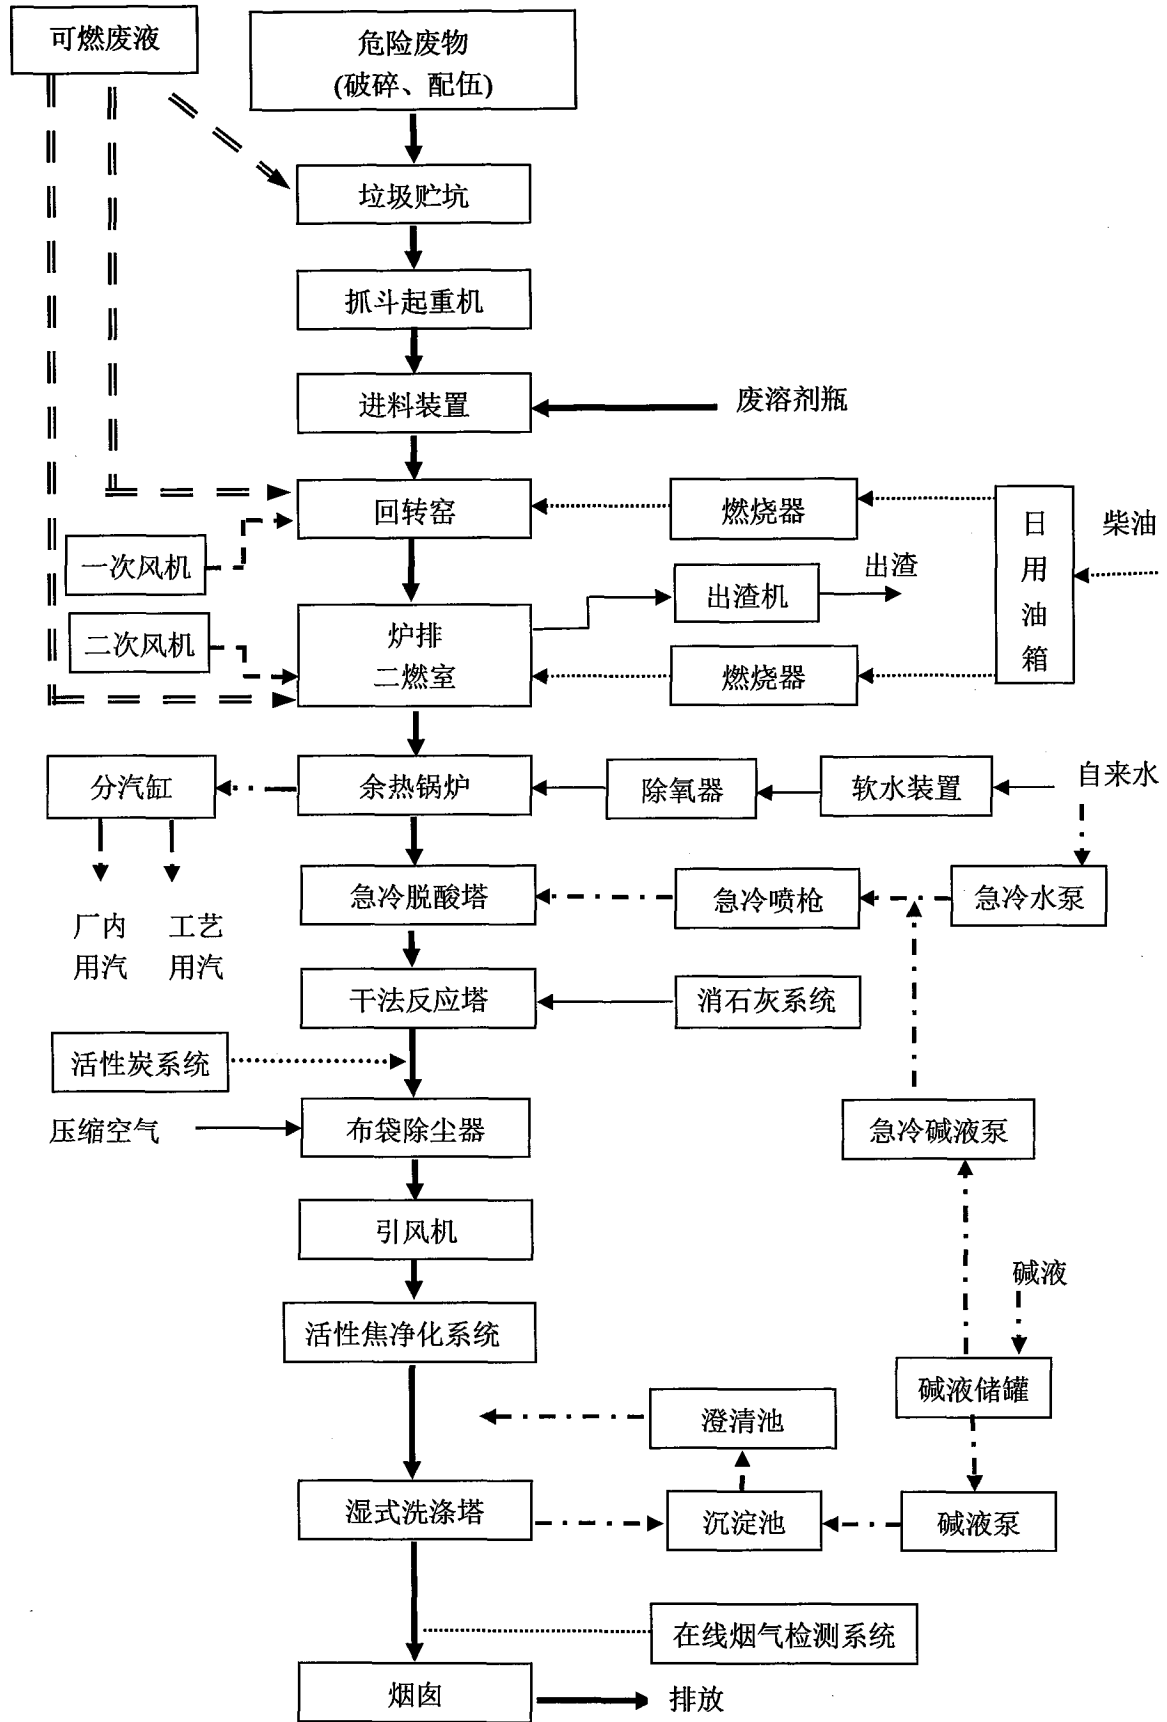 可燃废液
危险废物
(破碎、配伍)
垃圾贮坑
抓斗起重机
进料装置
废溶剂瓶
回转窑
燃烧器
日
用
油
箱
柴油
一次风机
出渣机
出渣
二次风机
炉排
二燃室
燃烧器
分汽缸
余热锅炉
除氧器
软水装置
自来水
急冷脱酸塔
急冷喷枪
急冷水泵
厂内
用汽
工艺
用汽
干法反应塔
消石灰系统
活性炭系统
压缩空气
布袋除尘器
急冷碱液泵
引风机
碱液
活性焦净化系统
碱液储罐
澄清池
湿式洗涤塔
沉淀池
碱液泵
在线烟气检测系统
烟囱
排放